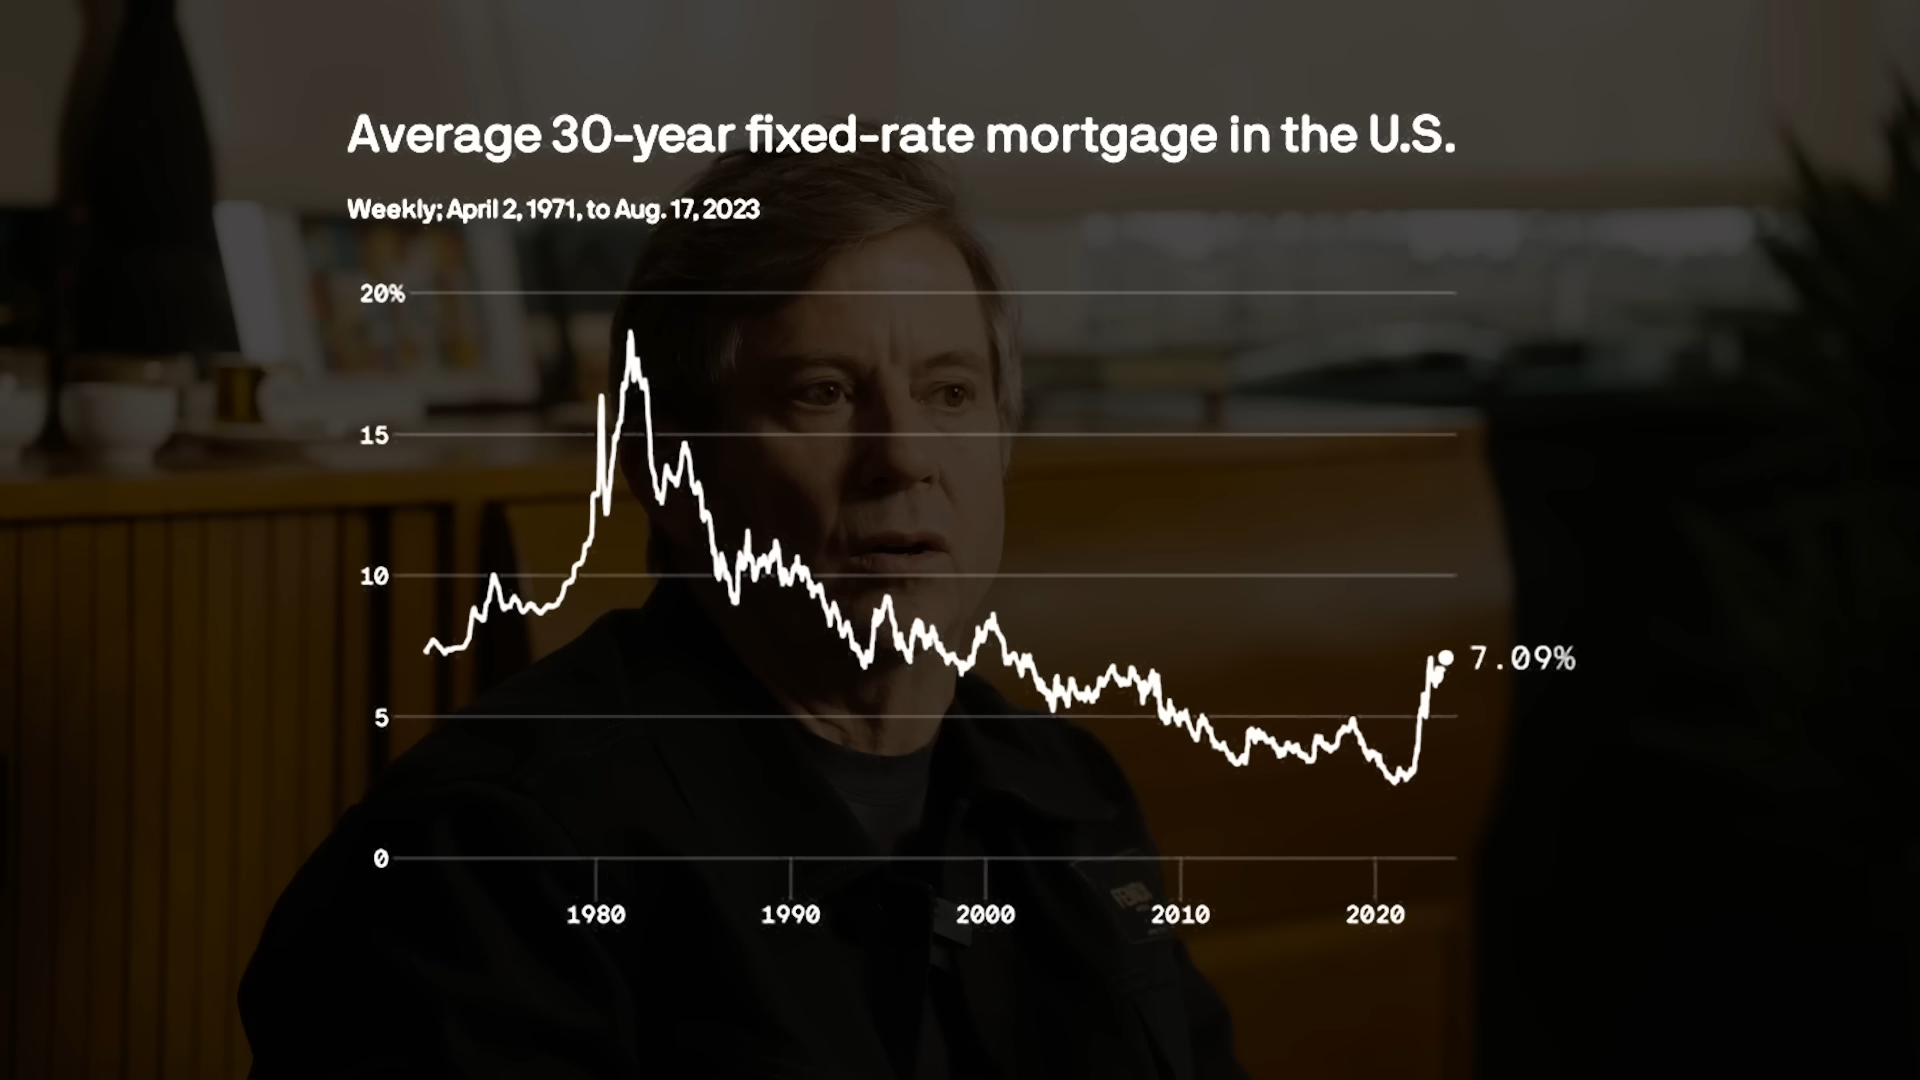 Average 30-year fixed-rate mortgage in the U.S.
Weekly; April 2, 1971, to Aug. 17, 2023
20%
15
10
7.09%
5
0
1980 1990 2000 2010 2020
FENDI